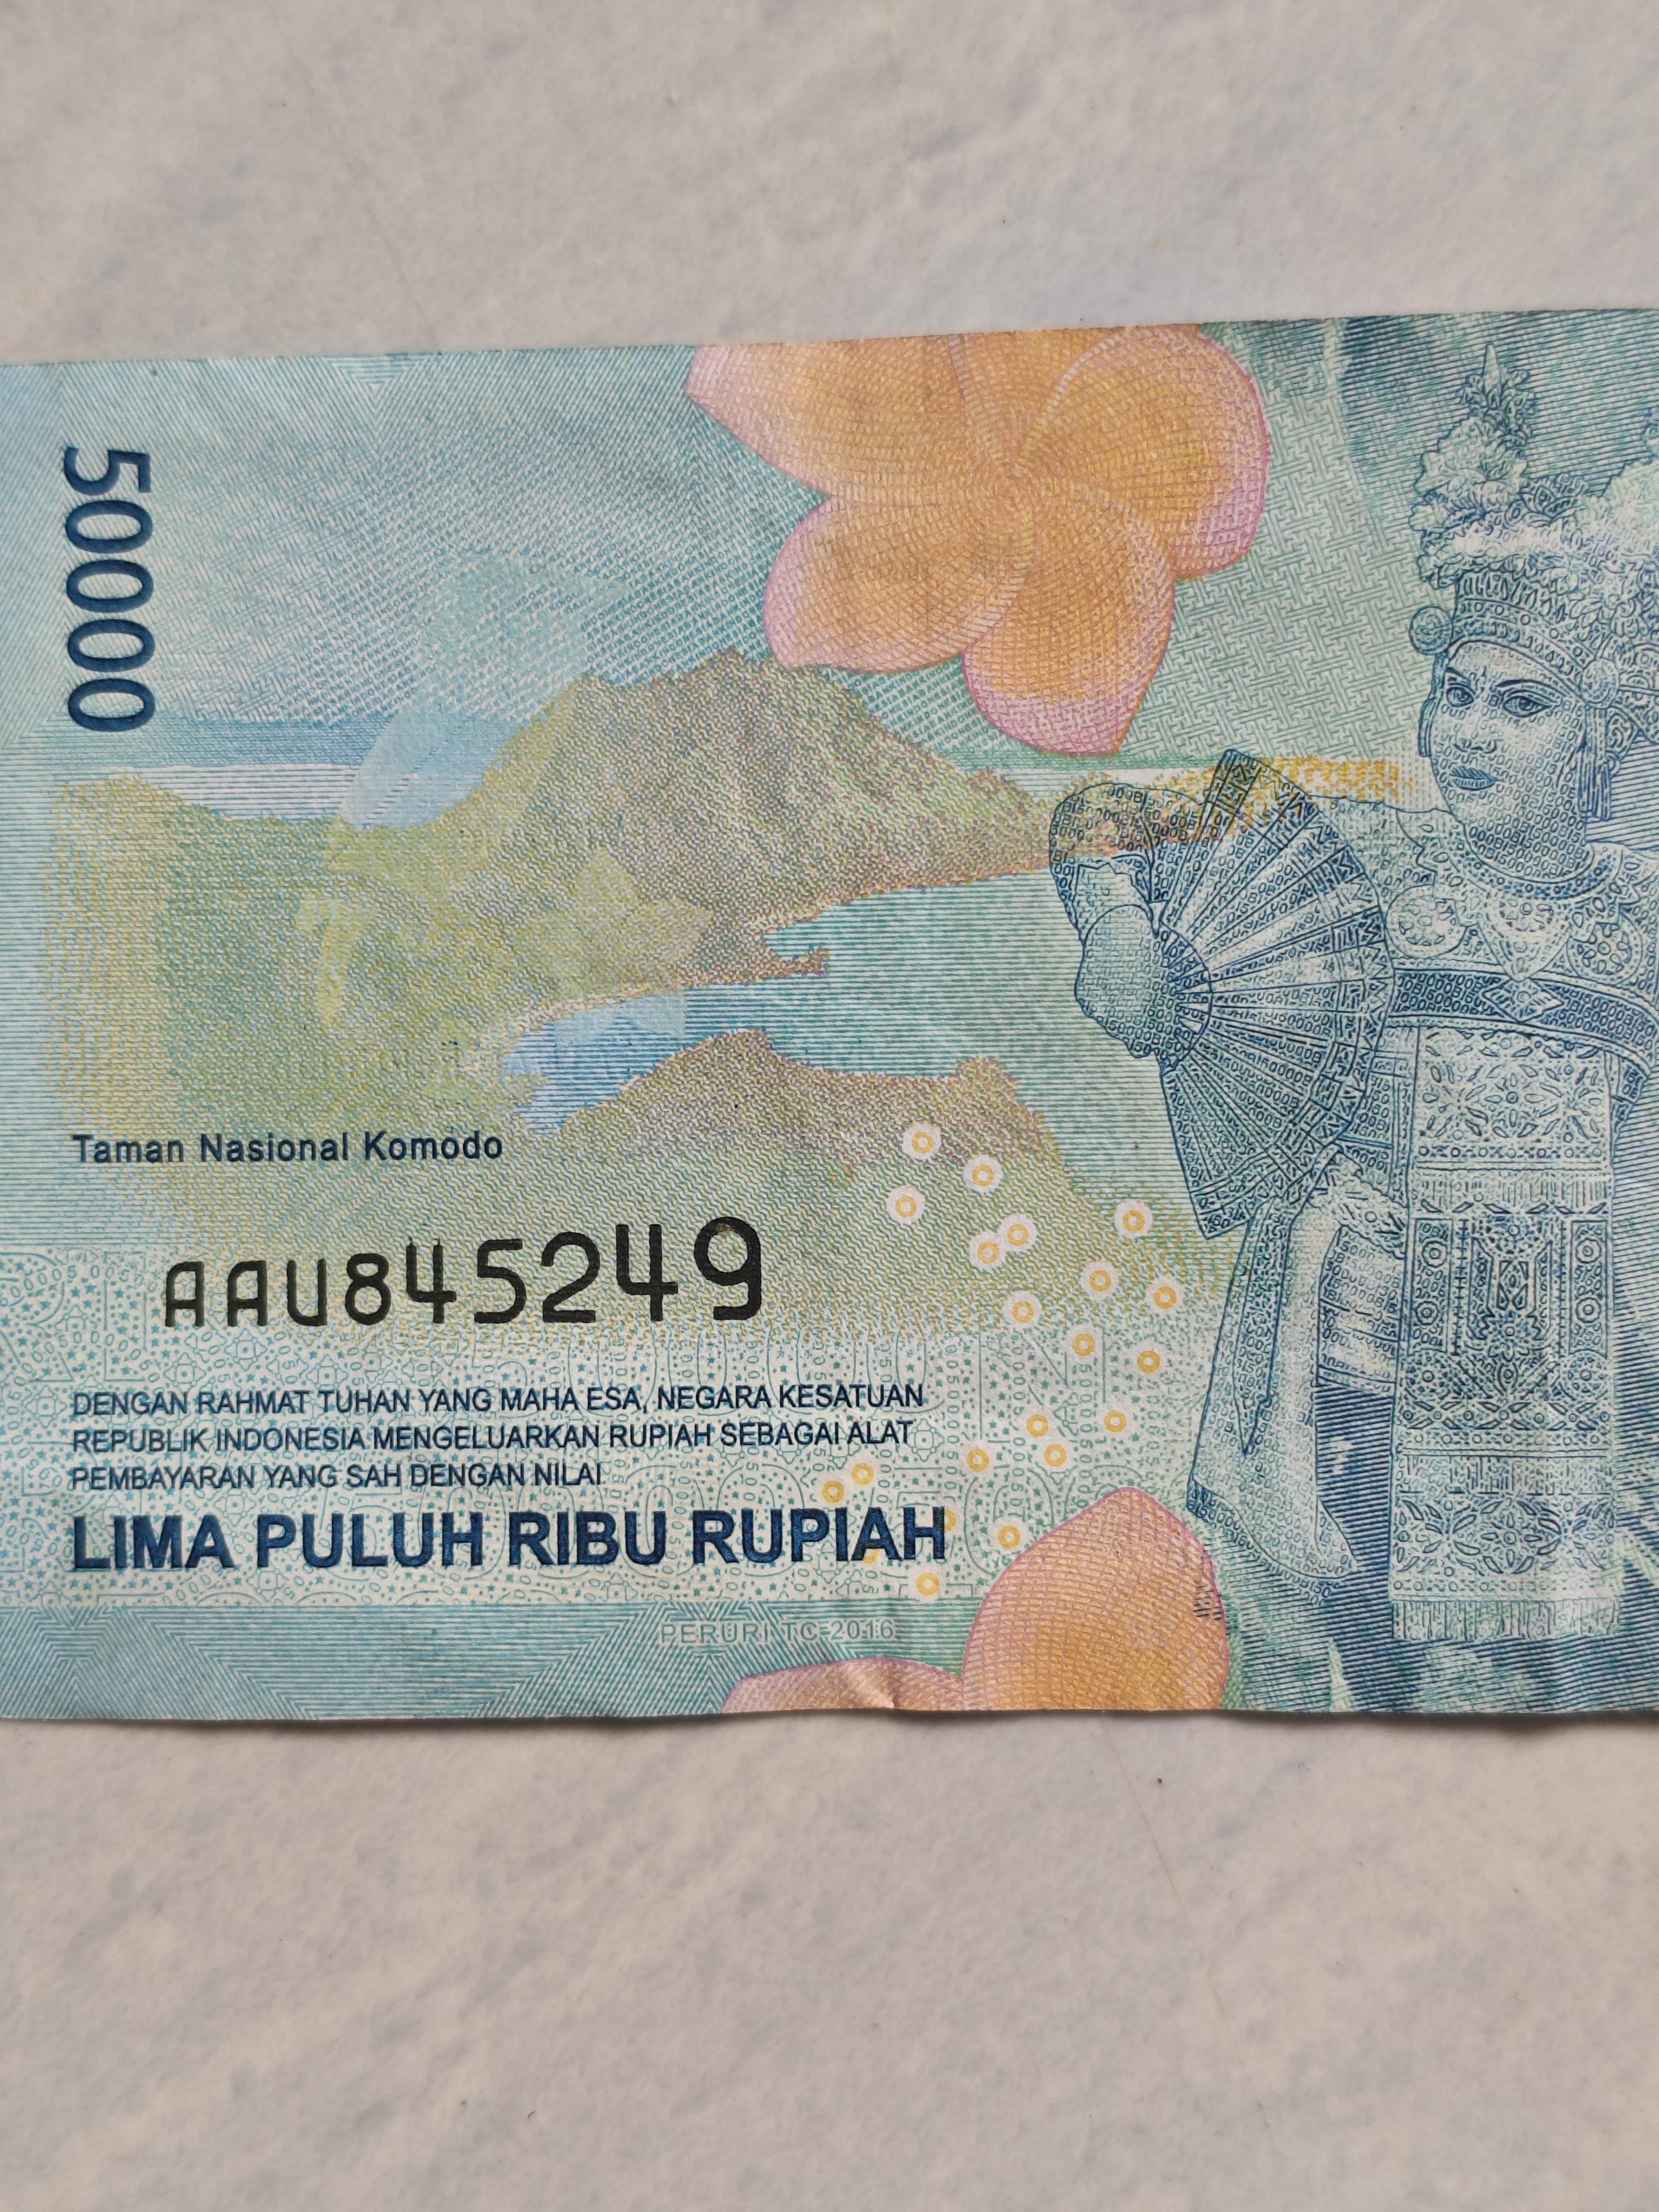 50000
Taman Nasional Komodo
AAU845249
DENGAN RAHMAT TUHAN YANG MAHA ESA, NEGARA KESATUAN
REPUBLIK INDONESIA MENGELUARKAN RUPIAH SEBAGAI ALAT
PEMBAYARAN YANG SAH DENGAN NILAI
LIMA PULUH RIBU RUPIAH
PERURI TC 2016